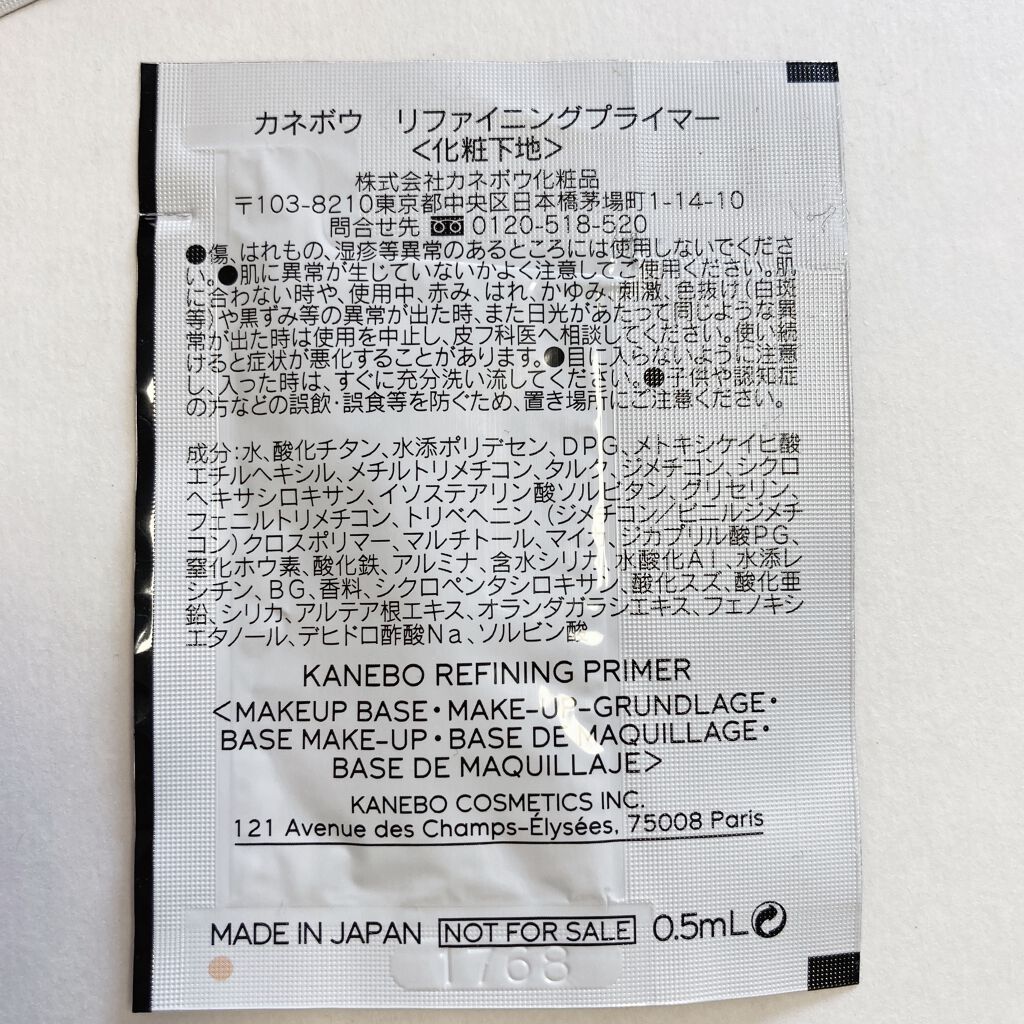 カネボウ　リファイニングプライマー
<化粧下地>
株式会社カネボウ化粧品
〒103-8210東京都中央区日本橋茅場町1-14-10
問合せ先 0120-518-520
●傷、はれもの、湿疹等異常のあるところには使用しないでくださ
い。●肌に異常が生じていないかよく注意してご使用ください。肌
に合わない時や、使用中、赤み、はれ、かゆみ、刺激、色抜け(白斑
等)や黒ずみ等の異常が出た時、また日光があたって同じような異
常が出た時は使用を中止し、皮フ科医へ相談してください。使い続
けると症状が悪化することがあります。●目に入らないように注意
し、入った時は、すぐに充分洗い流してください。●子供や認知症
の方などの誤飲・誤食等を防ぐため、置き場所にご注意ください。
成分:水、酸化チタン、水添ポリデセン、DPG、メトキシケイヒ酸
エチルヘキシル、メチルトリメチコン、タルク、ジメチコン、シクロ
ヘキサシロキサン、イソステアリン酸ソルビタン、グリセリン、
フェニルトリメチコン、トリベヘニン、(ジメチコン/ビニルジメチ
コン)クロスポリマー、マルチトール、マイカ、ジカプリル酸PG、
窒化ホウ素、酸化鉄、アルミナ、含水シリカ、水酸化Al、水添レ
シチン、BG、香料、シクロペンタシロキサン、酸化スズ、酸化亜
鉛、シリカ、アルテア根エキス、オランダガラシエキス、フェノキシ
エタノール、デヒドロ酢酸Na、ソルビン酸
KANEBO REFINING PRIMER
<MAKEUP BASE・MAKE-UP-GRUNDLAGE・
BASE MAKE-UP・BASE DE MAQUILLAGE・
BASE DE MAQUILLAJE>
KANEBO COSMETICS INC.
121 Avenue des Champs-Élysées, 75008 Paris
MADE IN JAPAN NOT FOR SALE 0.5mL
1768